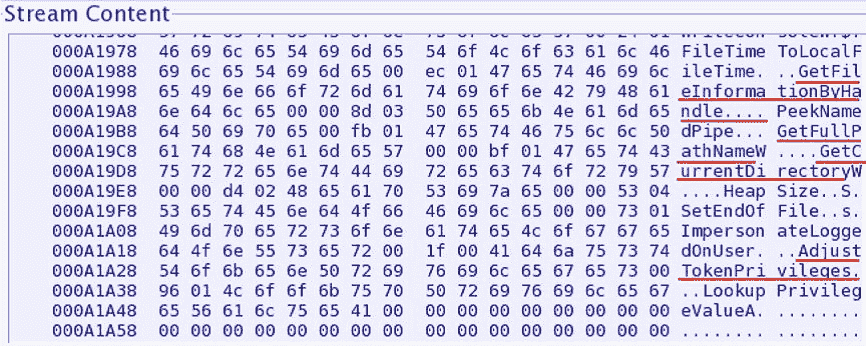 Stream Content
000A1978 46 69 6c 65 54 69 6d 65 54 6f 4c 6f 63 61 6c 46 FileTime ToLocalF
000A1988 69 6c 65 54 69 6d 65 00 ec 01 47 65 74 46 69 6c ileTime. ..GetFil
000A1998 65 49 6e 66 6f 72 6d 61 74 69 6f 6e 42 79 48 61 eInforma tionByHa
000A19A8 6e 64 6c 65 00 00 8d 03 50 65 65 6b 4e 61 6d 65 ndle.... PeekName
000A19B8 64 50 69 70 65 00 fb 01 47 65 74 46 75 6c 6c 50 dPipe... GetFullP
000A19C8 61 74 68 4e 61 6d 65 57 00 00 bf 01 47 65 74 43 athNameW ....GetC
000A19D8 75 72 72 65 6e 74 44 69 72 65 63 74 6f 72 79 57 urrentDi rectoryW
000A19E8 00 00 d4 02 48 65 61 70 53 69 7a 65 00 00 53 04 ....Heap Size..S.
000A19F8 53 65 74 45 6e 64 4f 66 46 69 6c 65 00 00 73 01 SetEndOf File..s.
000A1A08 49 6d 70 65 72 73 6f 6e 61 74 65 4c 6f 67 67 65 Imperson ateLogge
000A1A18 64 4f 6e 55 73 65 72 00 1f 00 41 64 6a 75 73 74 dOnUser. ..Adjust
000A1A28 54 6f 6b 65 6e 50 72 69 76 69 6c 65 67 65 73 00 TokenPri vileges.
000A1A38 96 01 4c 6f 6f 6b 75 70 50 72 69 76 69 6c 65 67 ..Lookup Privileg
000A1A48 65 56 61 6c 75 65 41 00 00 00 00 00 00 00 00 00 eValueA. ........
000A1A58 00 00 00 00 00 00 00 00 00 00 00 00 00 00 00 00 ........ ........